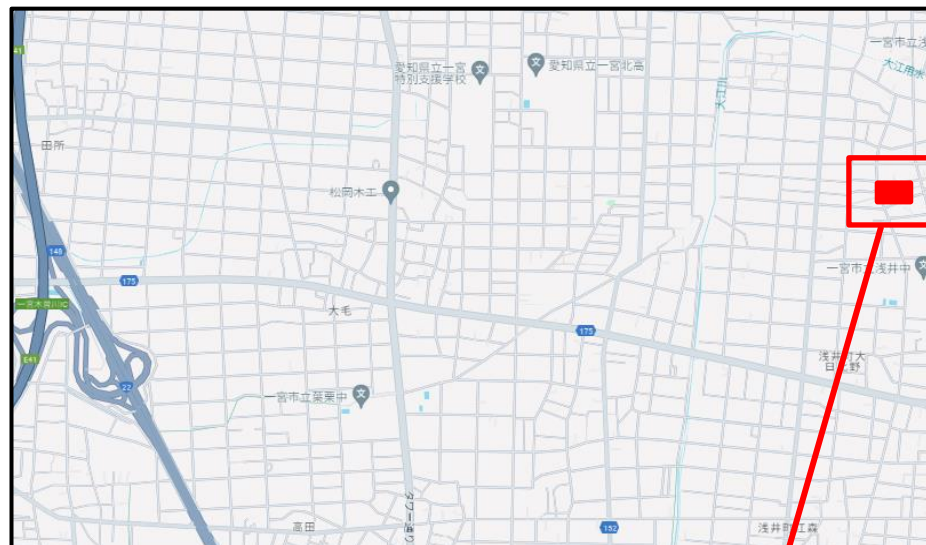 E41
愛知県立一宮
特別支援学校
愛知県立一宮北高
大江川
一宮市立浅
大江用水
田所
松岡木工
148
175
一宮木曽川IC
大毛
175
一宮市立浅井中
E41
22
浅井町大
日比野
一宮市立葉栗中
タワー通り
高田
152
浅井町江森